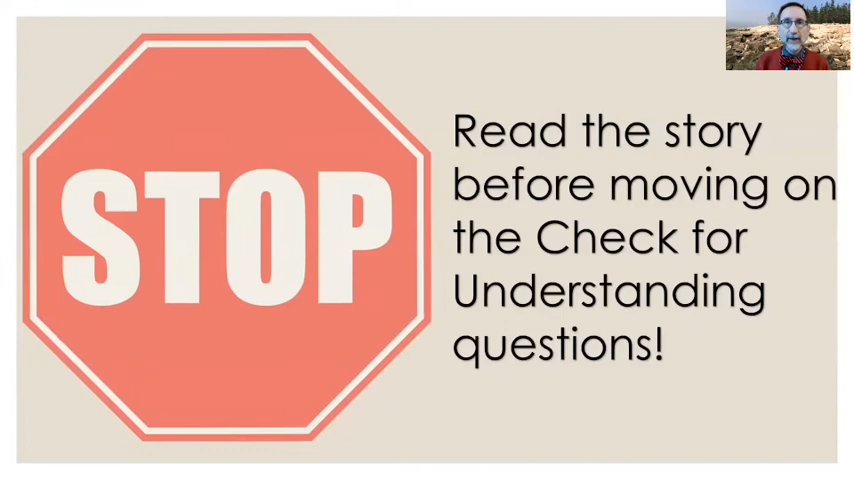 STOP
Read the story
before moving on
the Check for
Understanding
questions!